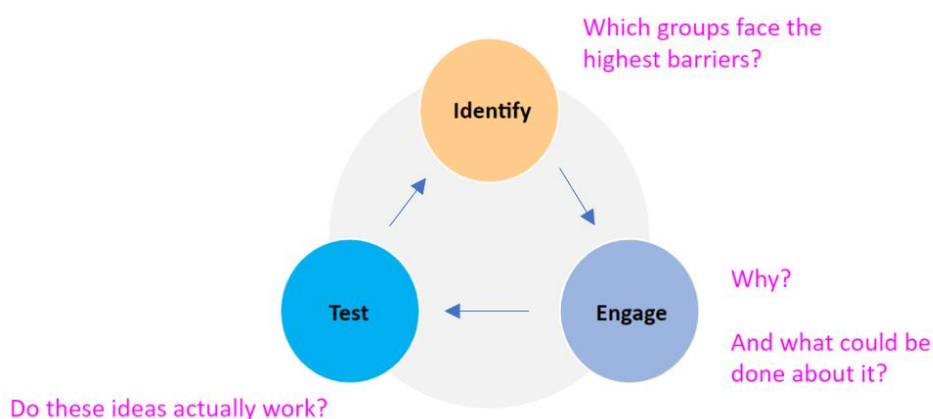 Which groups face the
highest barriers?
Identify
Why?
Test
Engage
And what could be
done about it?
Do these ideas actually work?